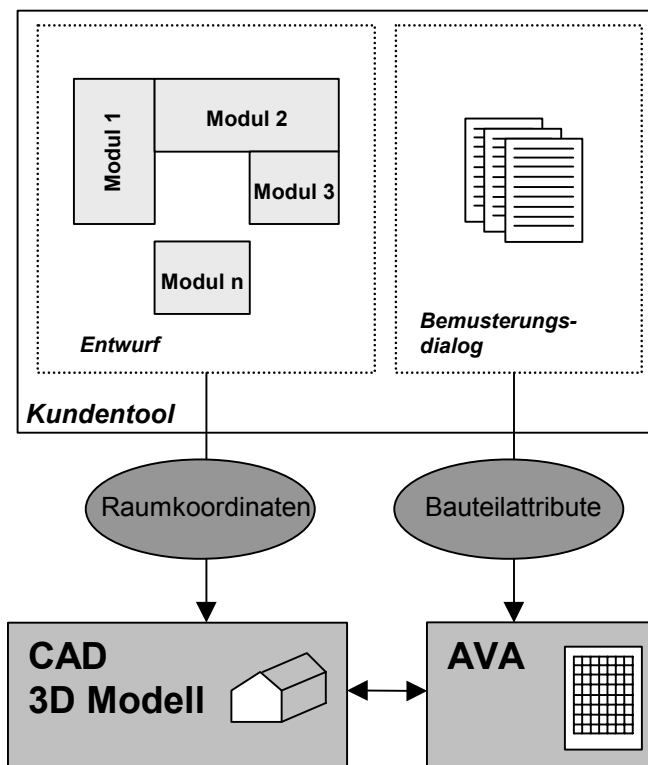 Modul 1
Modul 2
Modul 3
Modul n
Entwurf
Bemusterungs-
dialog
Kundentool
Raumkoordinaten
Bauteilattribute
CAD
3D Modell
AVA